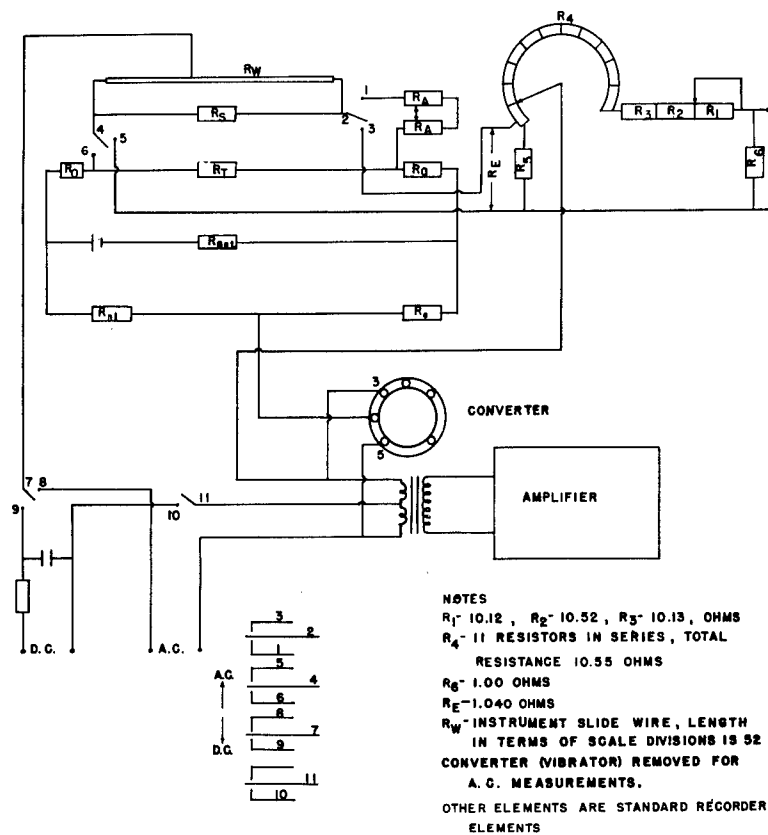 R4
RW
1
RA
RS
2
RA
R3
R2
R1
3
4
5
6
RE
R5
R6
RD
RT
RG
Rn1
3
CONVERTER
5
7
8
11
9
10
AMPLIFIER
D.C.
A.C.
3
2
1
5
A.C.
4
6
8
7
D.C.
9
11
10
NOTES
R1- 10.12 , R2- 10.52 , R3- 10.13, OHMS
R4- 11 RESISTORS IN SERIES , TOTAL
RESISTANCE 10.55 OHMS
R6- 1.00 OHMS
RE-1.040 OHMS
RW- INSTRUMENT SLIDE WIRE, LENGTH
IN TERMS OF SCALE DIVISIONS IS 52
CONVERTER (VIBRATOR) REMOVED FOR
A.C. MEASUREMENTS.
OTHER ELEMENTS ARE STANDARD RECORDER
ELEMENTS